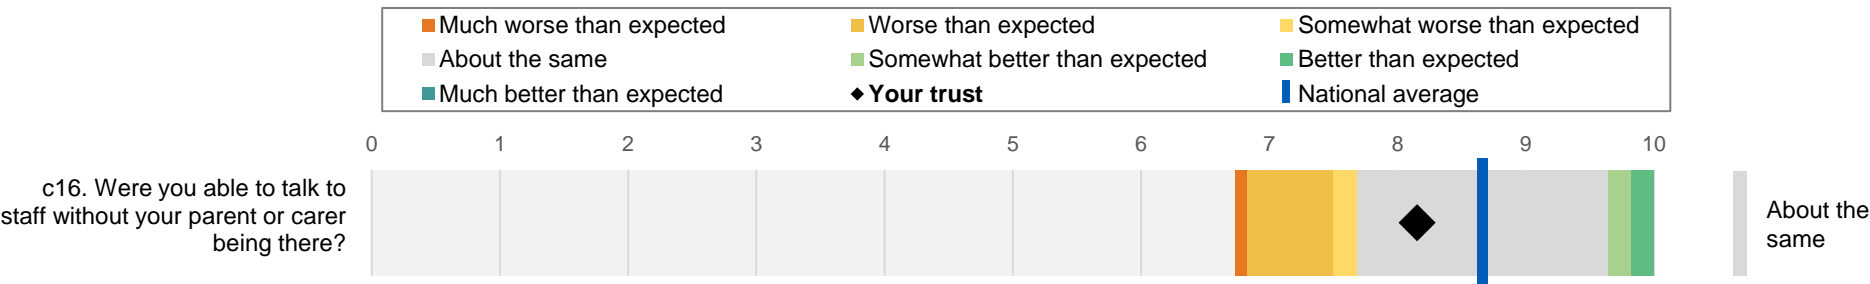 Much worse than expected Worse than expected Somewhat worse than expected
About the same Somewhat better than expected Better than expected
Much better than expected Your trust National average
0 1 2 3 4 5 6 7 8 9 10
c16. Were you able to talk to
staff without your parent or carer
being there?
About the
same